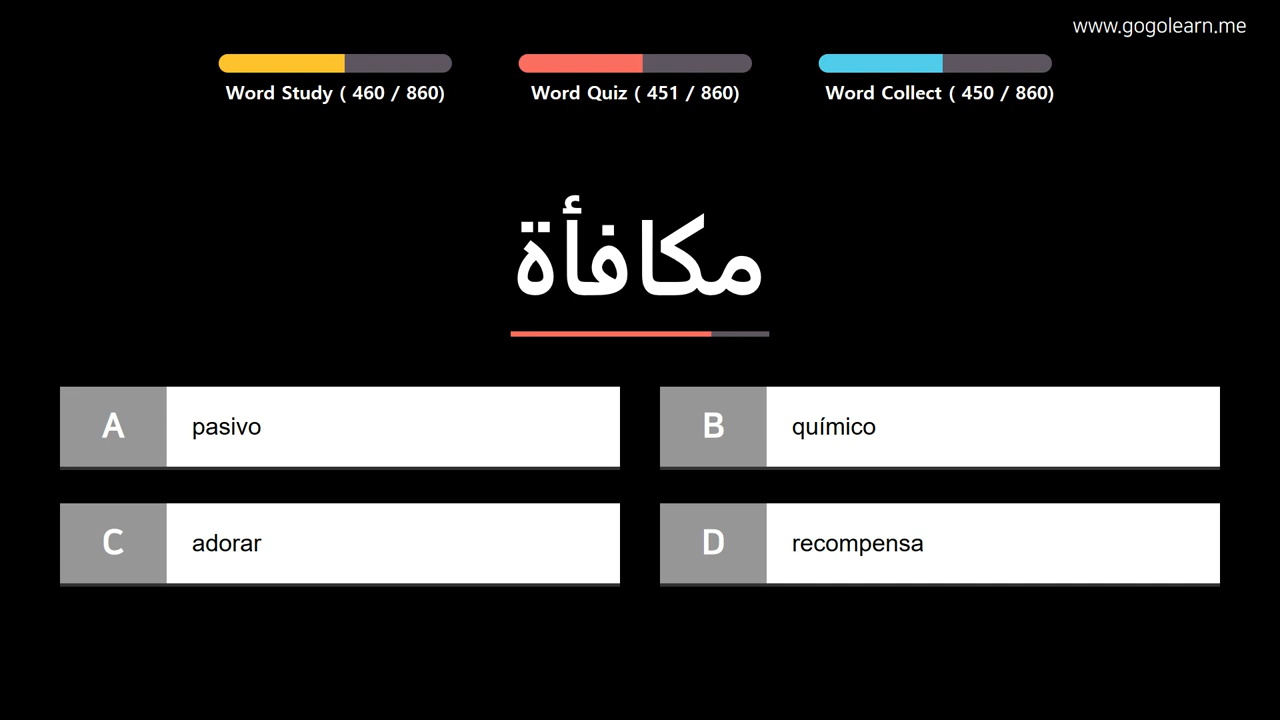 www.gogolearn.me
Word Study ( 460 / 860)
Word Quiz ( 451 / 860)
Word Collect ( 450 / 860)
مكافأة
A pasivo
B químico
C adorar
D recompensa